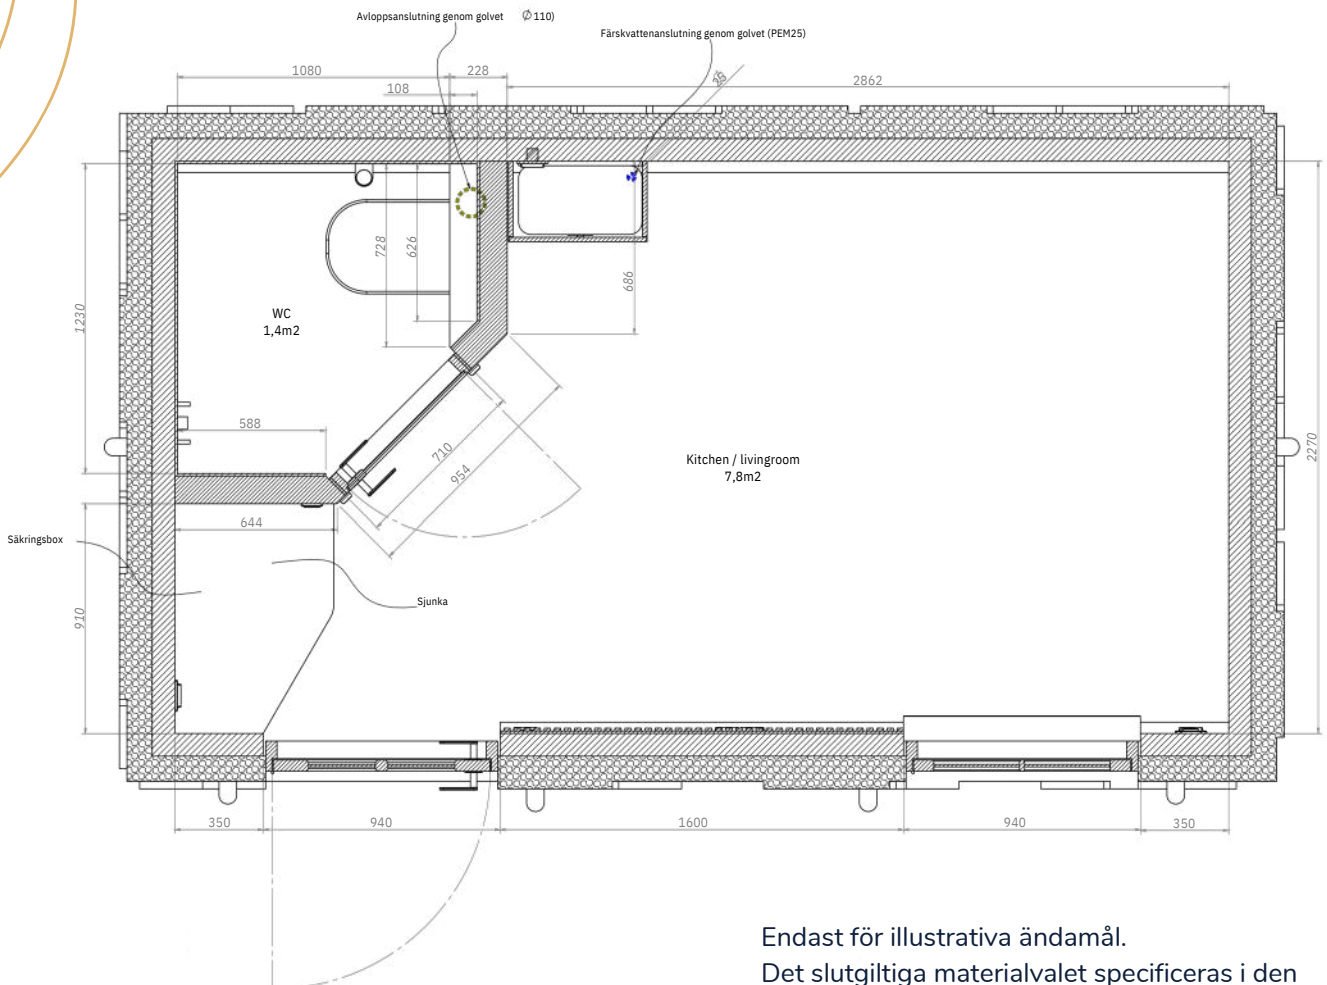 Avloppsanslutning genom golvet ∅110)
Färskvattenanslutning genom golvet (PEM25)
1080
228
108
2862
728
626
686
1230
WC
1,4m2
588
710
954
Kitchen / livingroom
7,8m2
2270
644
Säkringsbox
Sjunka
910
350
940
1600
940
350
Endast för illustrativa ändamål.
Det slutgiltiga materialvalet specificeras i den